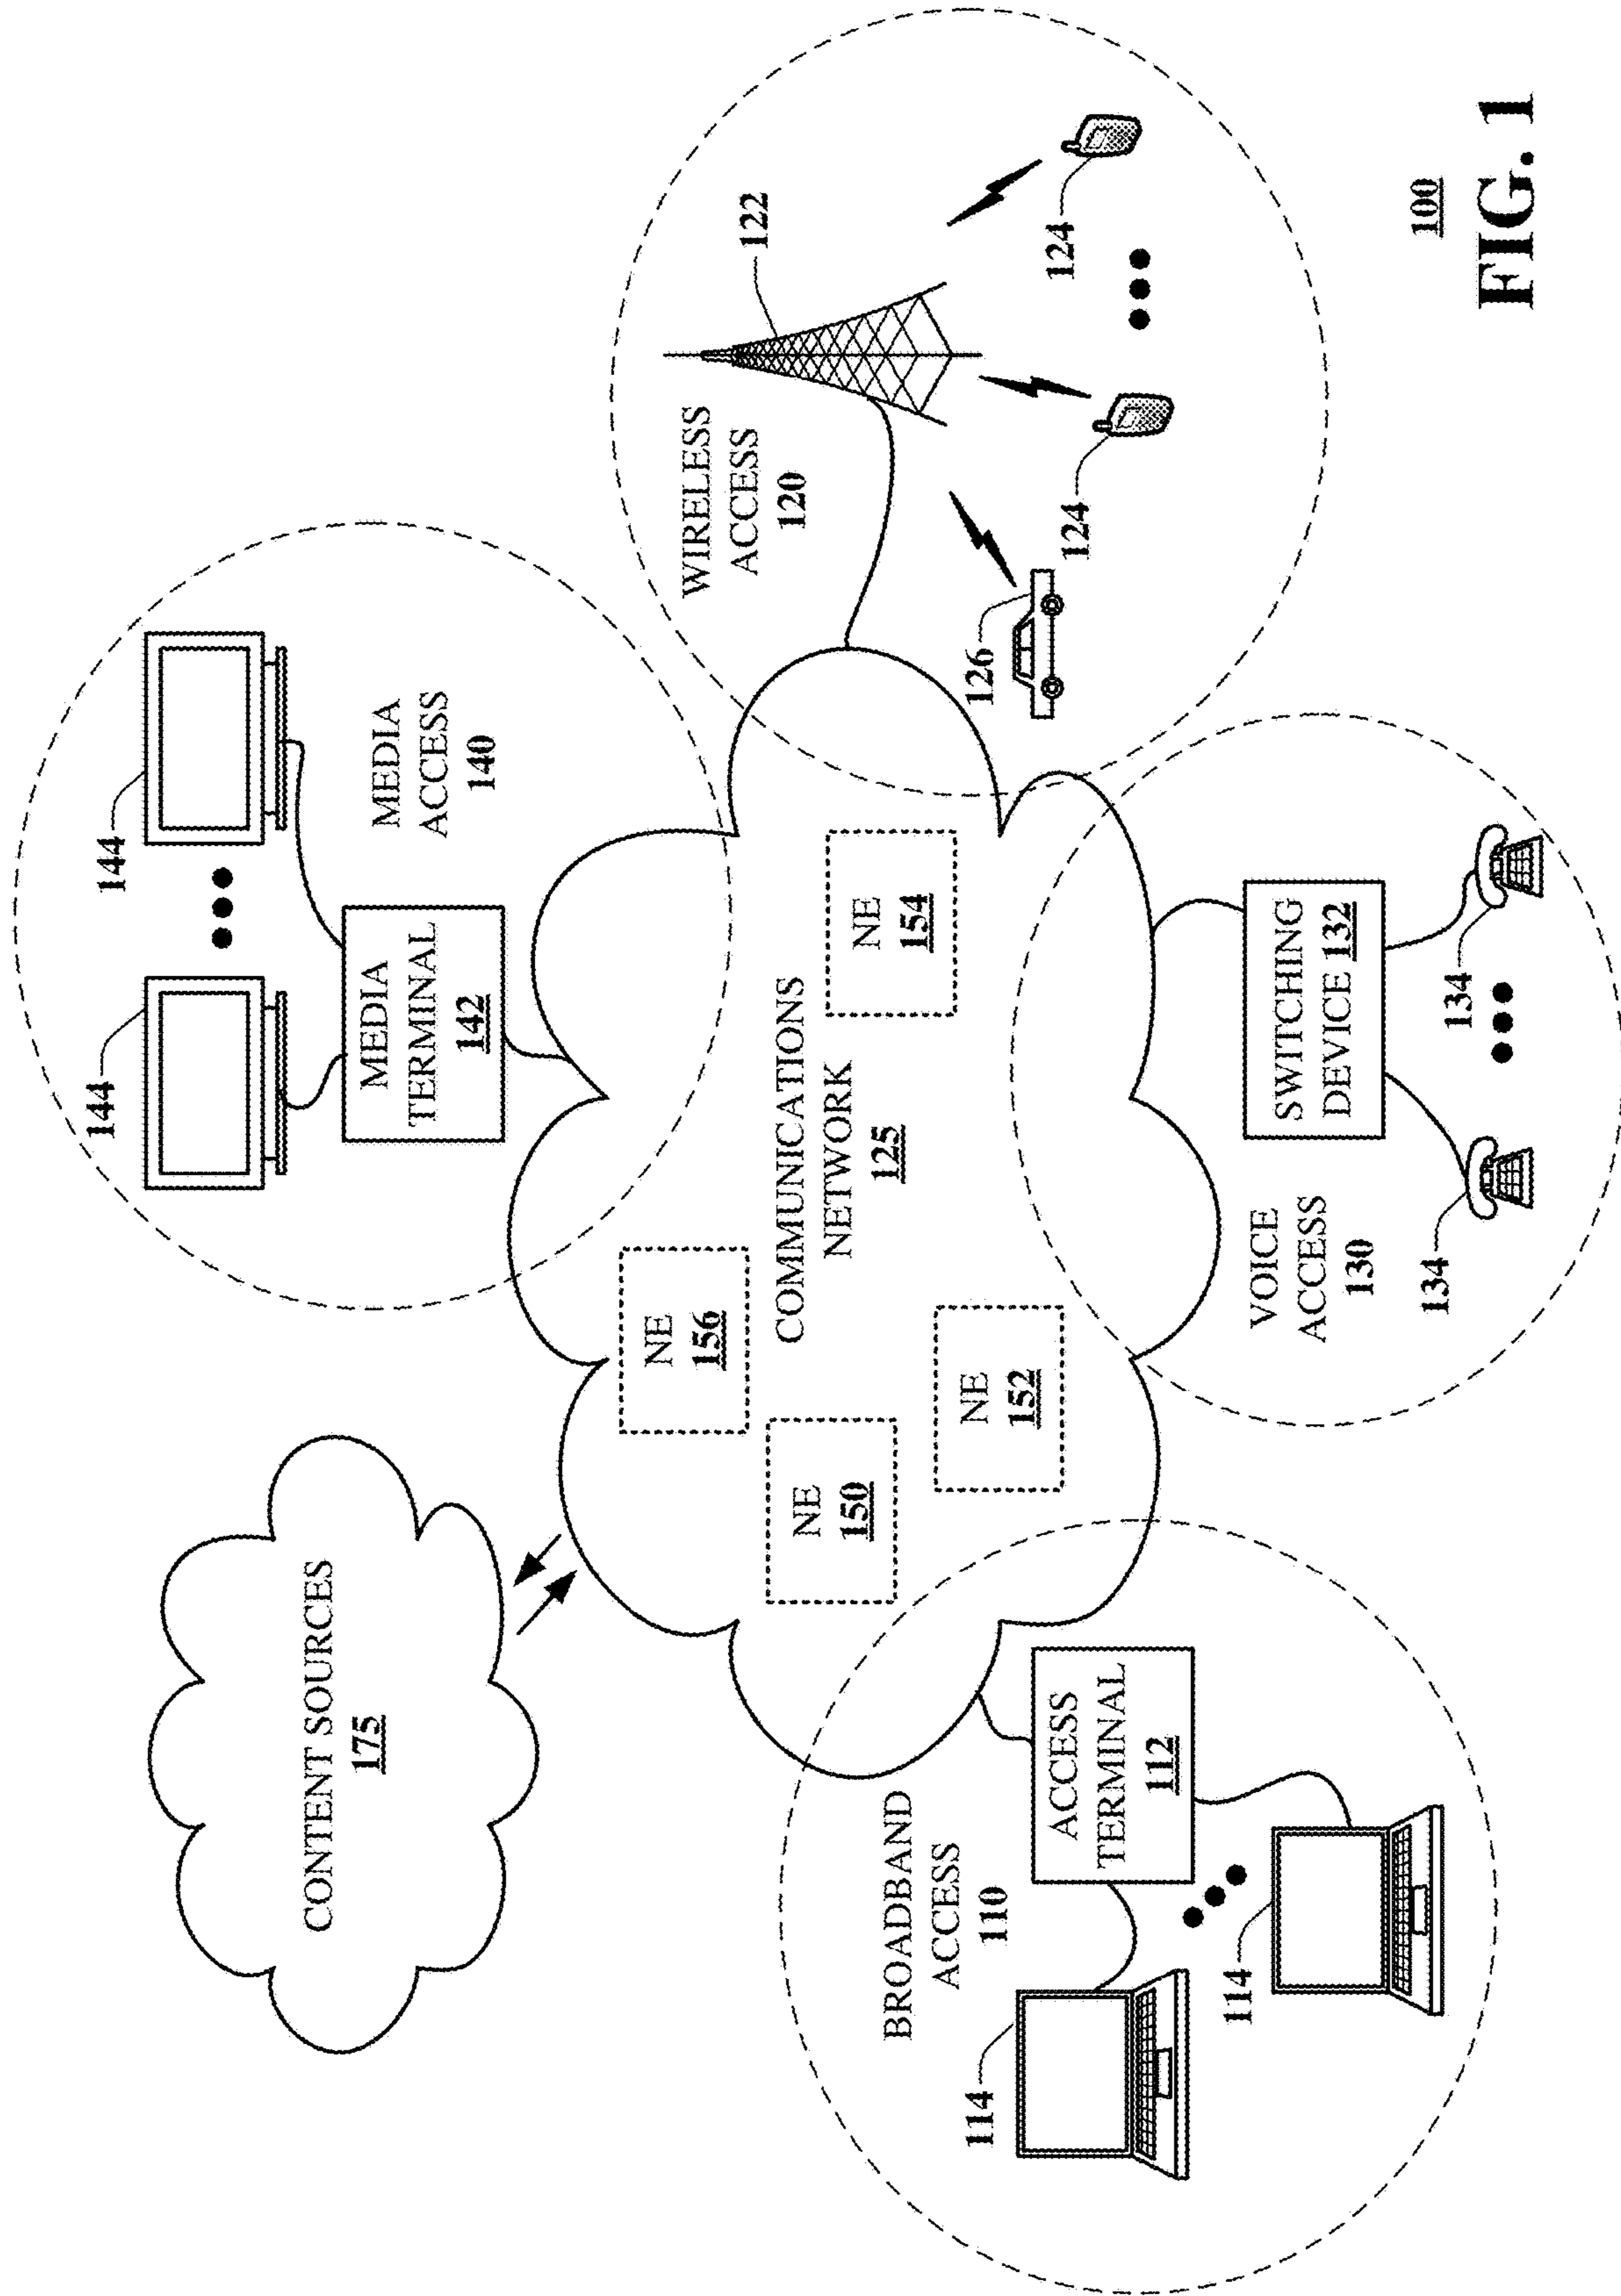 CONTENT SOURCES
175
144
144
MEDIA
TERMINAL
142
MEDIA
ACCESS
140
NE
156
NE
150
NE
152
COMMUNICATIONS
NETWORK
125
NE
154
WIRELESS
ACCESS
120
122
126
124
124
BROADBAND
ACCESS
110
ACCESS
TERMINAL
112
114
114
VOICE
ACCESS
130
SWITCHING
DEVICE 132
134
134
100
FIG. 1